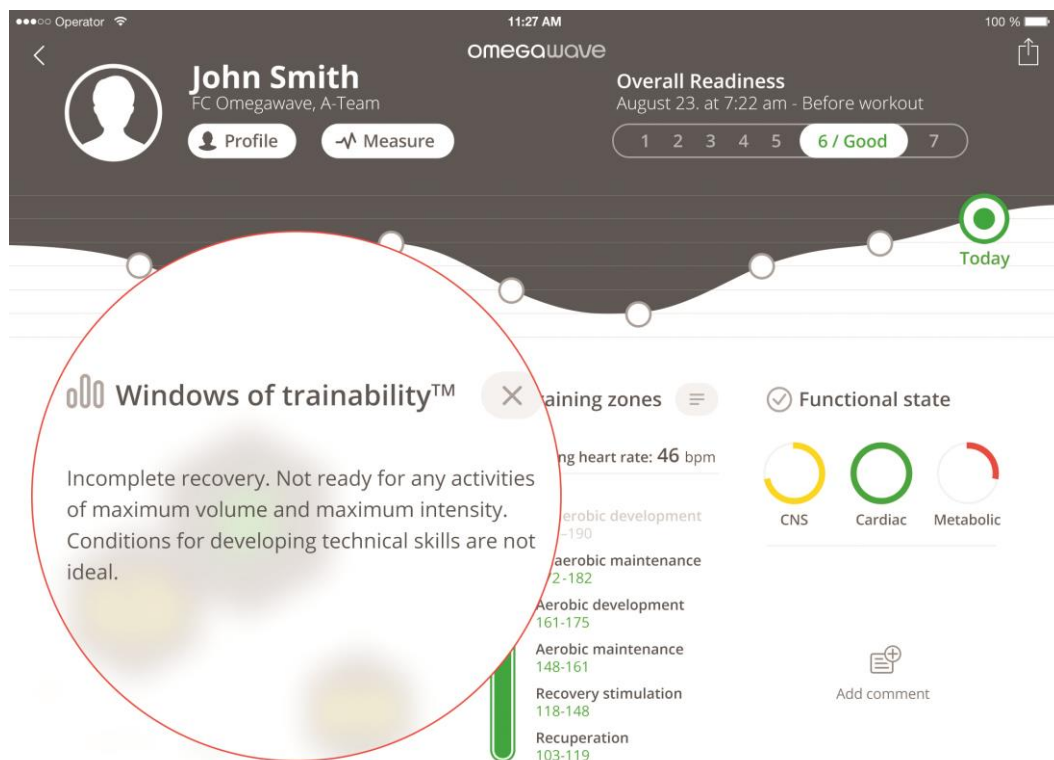 Operator
11:27 AM
100 %
omegawave
John Smith
FC Omegawave, A-Team
Profile
Measure
Overall Readiness
August 23. at 7:22 am - Before workout
1 2 3 4 5 6 / Good 7
Today
Windows of trainability™
Incomplete recovery. Not ready for any activities
of maximum volume and maximum intensity.
Conditions for developing technical skills are not
ideal.
zones
heart rate: 46 bpm
development
190
maintenance
-182
Aerobic development
161-175
Aerobic maintenance
148-161
Recovery stimulation
118-148
Recuperation
103-119
Functional state
CNS
Cardiac
Metabolic
Add comment